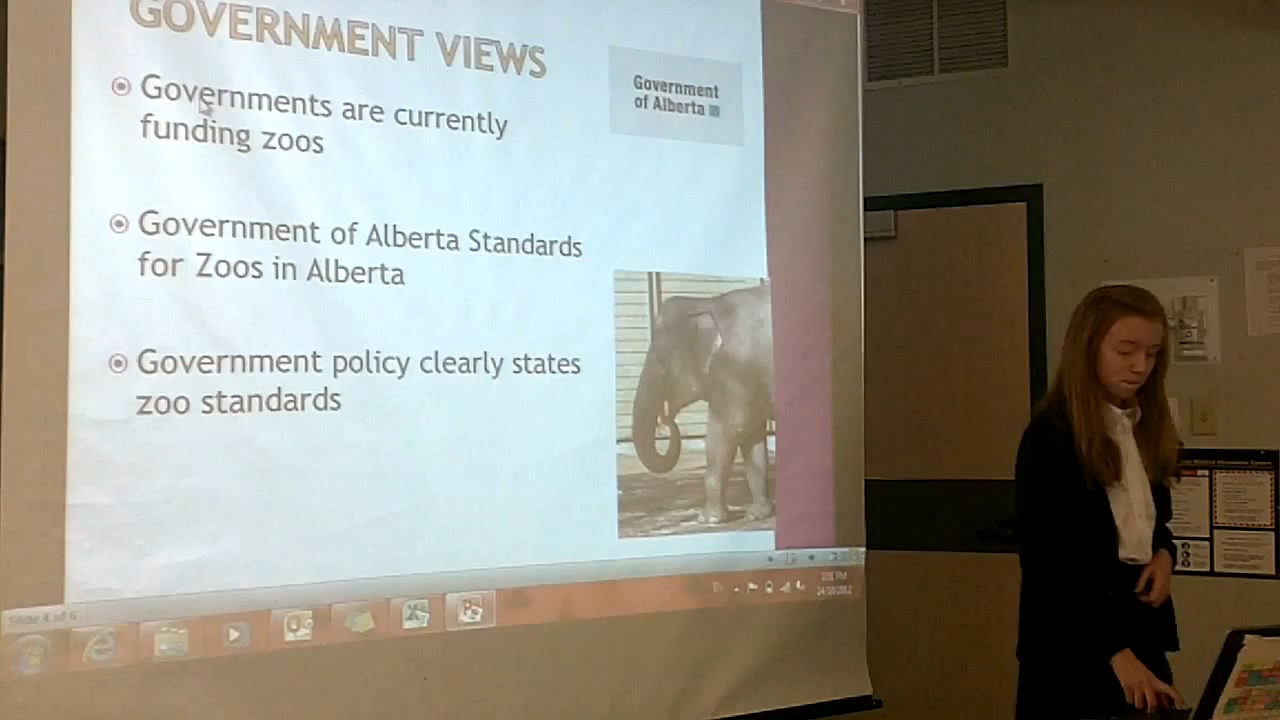 GOVERNMENT VIEWS
Governments are currently
funding zoos
Government of Alberta Standards
for Zoos in Alberta
Government policy clearly states
zoo standards
Government
of Alberta
Slide 4 of 6